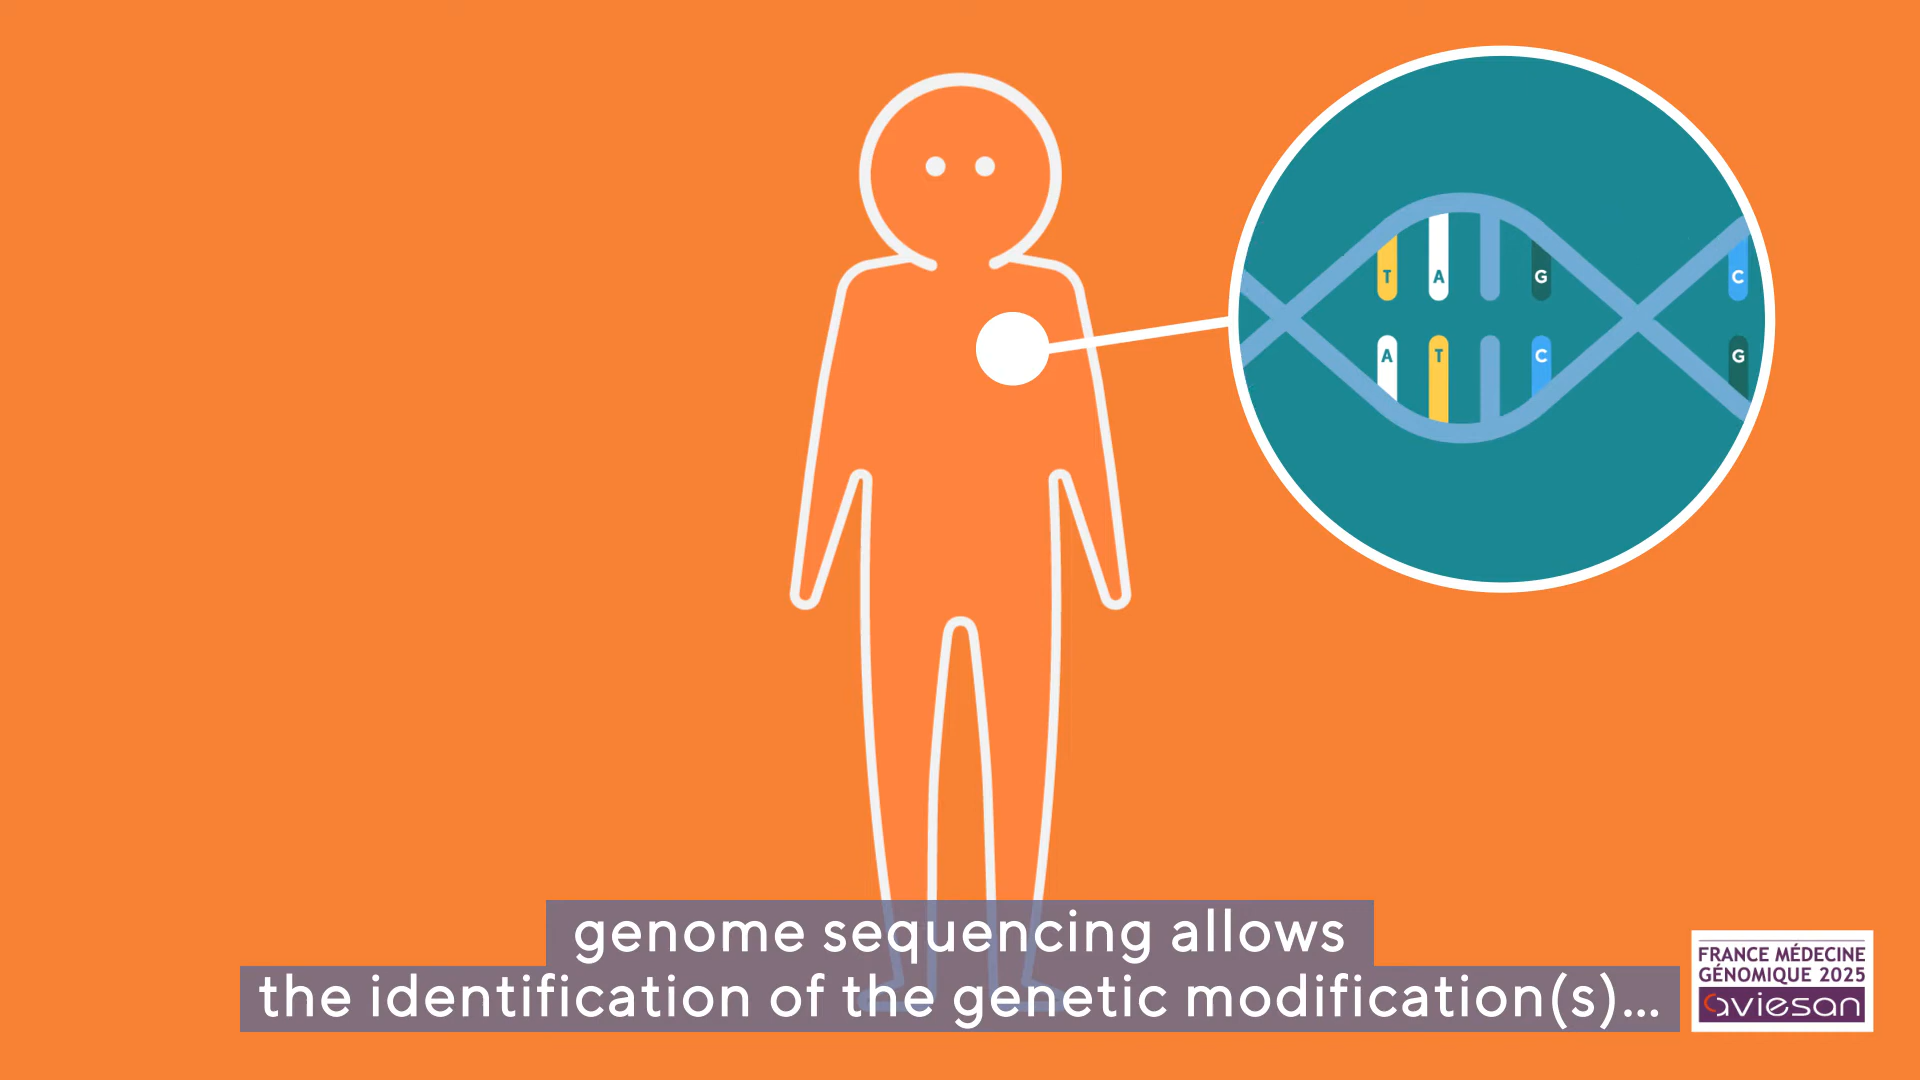 T A G C
A T C G
genome sequencing allows
the identification of the genetic modification(s)...
FRANCE MÉDECINE
GÉNOMIQUE 2025
aviesan